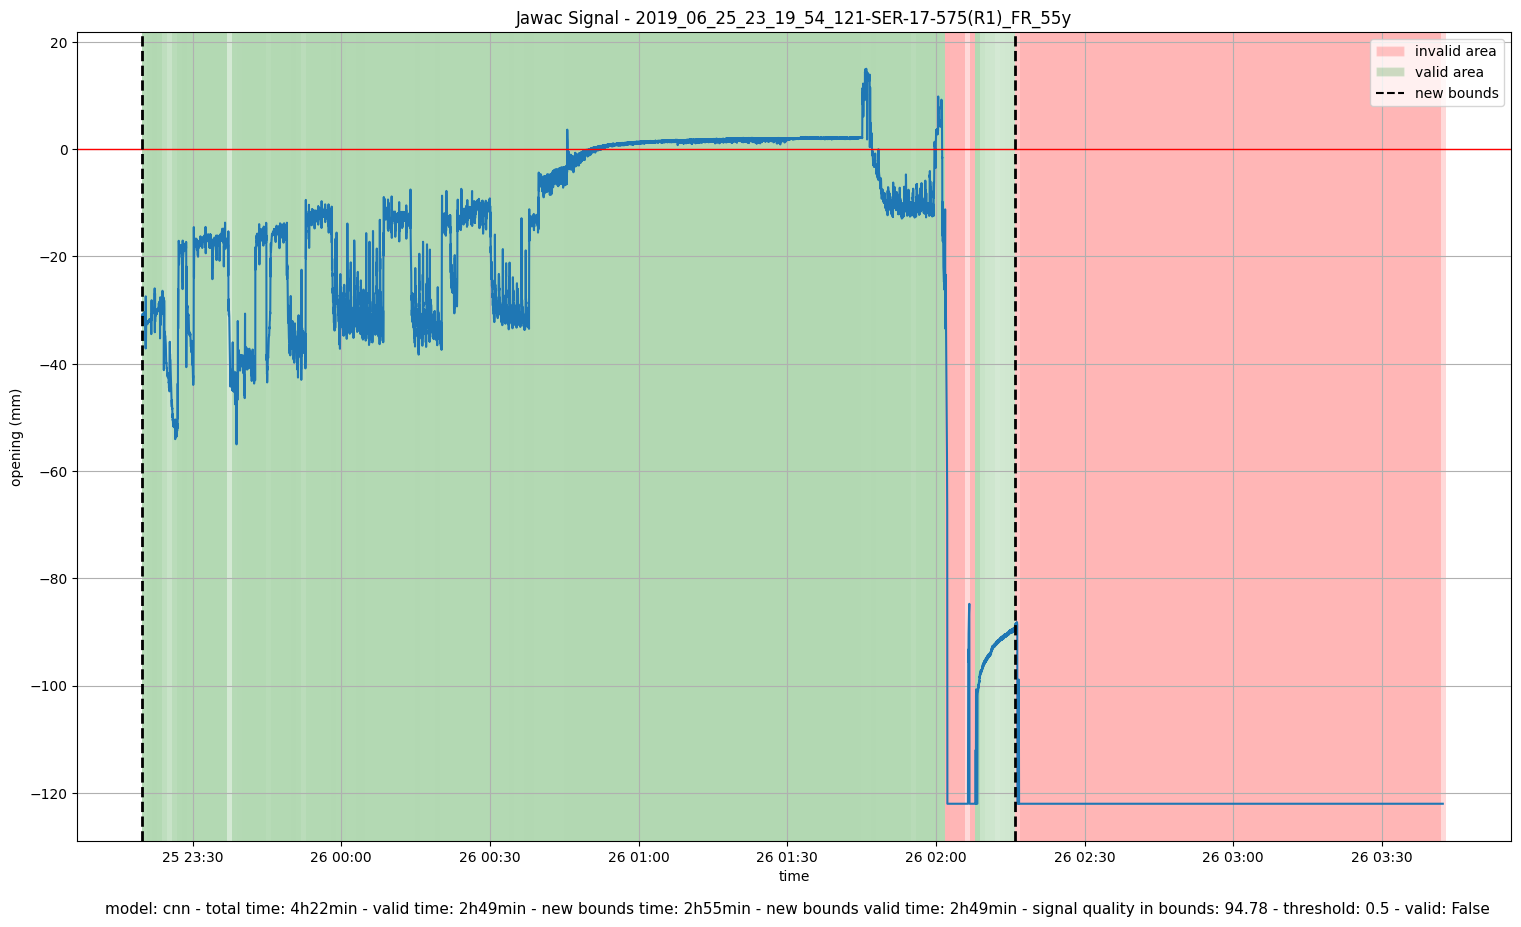 Jawac Signal - 2019_06_25_23_19_54_121-SER-17-575(R1)_FR_55y
20
0
−20
−40
−60
−80
−100
−120
opening (mm)
invalid area
valid area
new bounds
25 23:30
26 00:00
26 00:30
26 01:00
26 01:30
26 02:00
26 02:30
26 03:00
26 03:30
time
model: cnn - total time: 4h22min - valid time: 2h49min - new bounds time: 2h55min - new bounds valid time: 2h49min - signal quality in bounds: 94.78 - threshold: 0.5 - valid: False